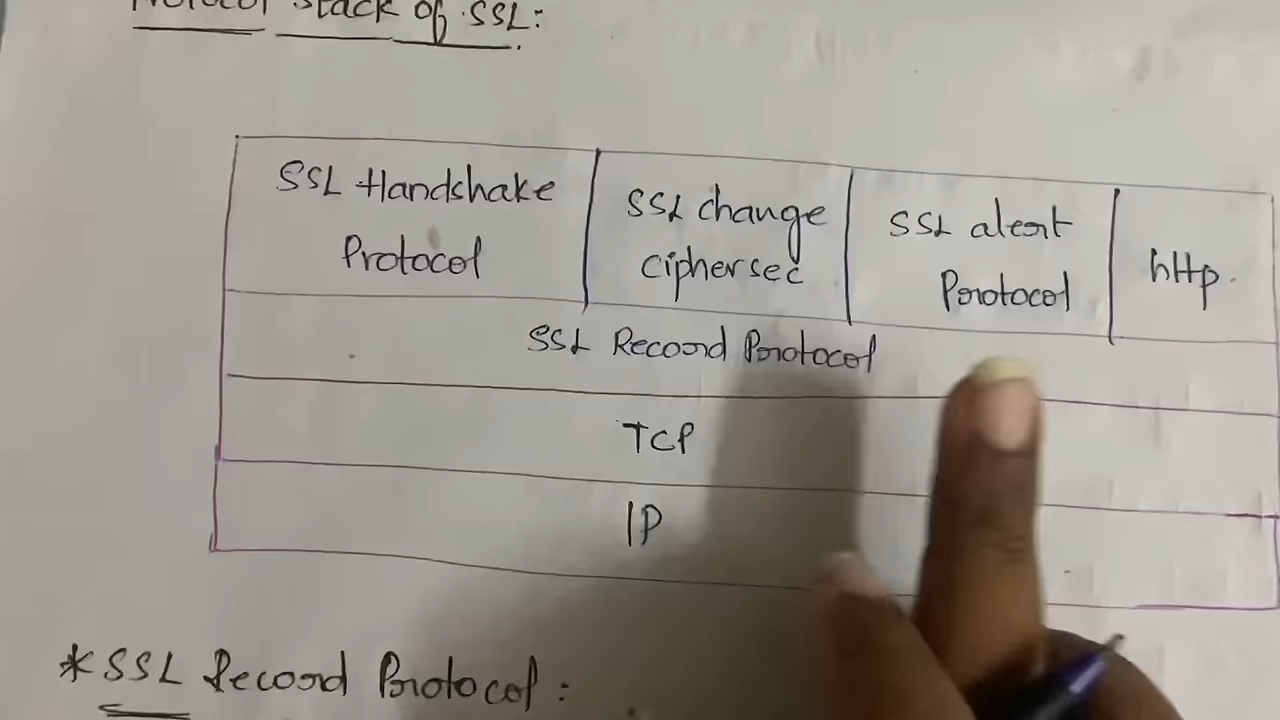 Protocol Stack of SSL:
SSL Handshake
Protocol
SSL change
ciphersec
SSL alert
Protocol
http.
SSL Record Protocol
TCP
IP
*SSL Record Protocol: